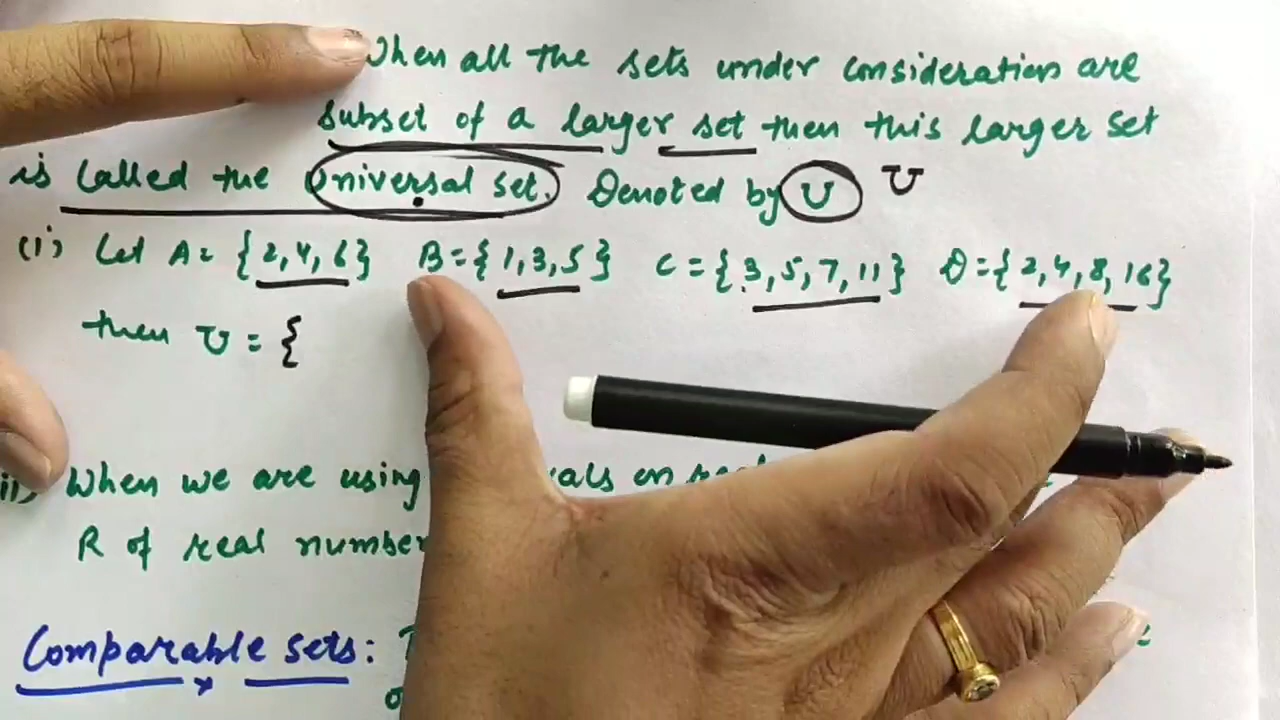 When all the sets under consideration are
subset of a larger set then this larger set
is called the Universal set. Denoted by U U
(i) Let A = {2,4,6} B={1,3,5} C={3,5,7,11} D={2,4,8,16}
then U = {
ii) When we are using
R of real number
Comparable sets: